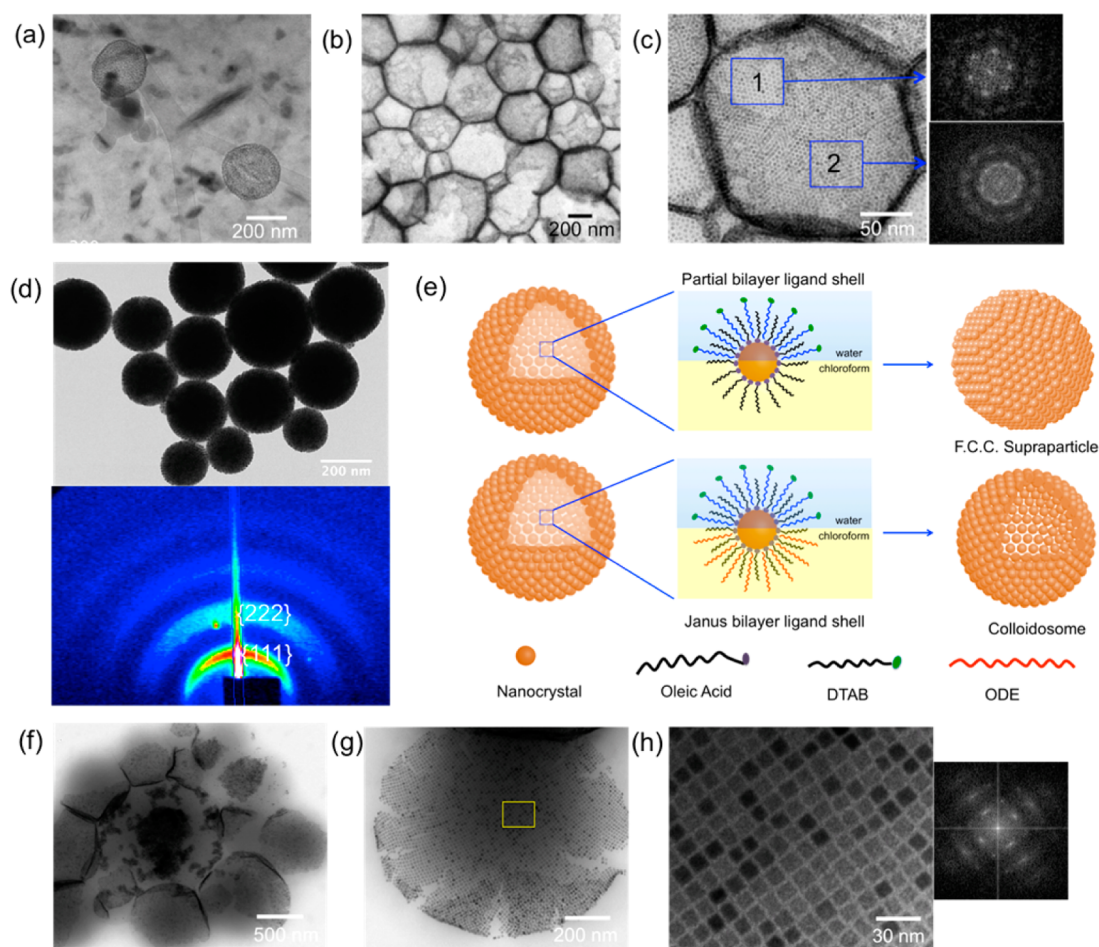 (a)
200 nm
(b)
200 nm
(c)
1
2
50 nm
(d)
200 nm
{222}
{111}
(e)
Partial bilayer ligand shell
water
chloroform
F.C.C. Supraparticle
water
chloroform
Janus bilayer ligand shell
Colloidosome
Nanocrystal
Oleic Acid
DTAB
ODE
(f)
500 nm
(g)
200 nm
(h)
30 nm